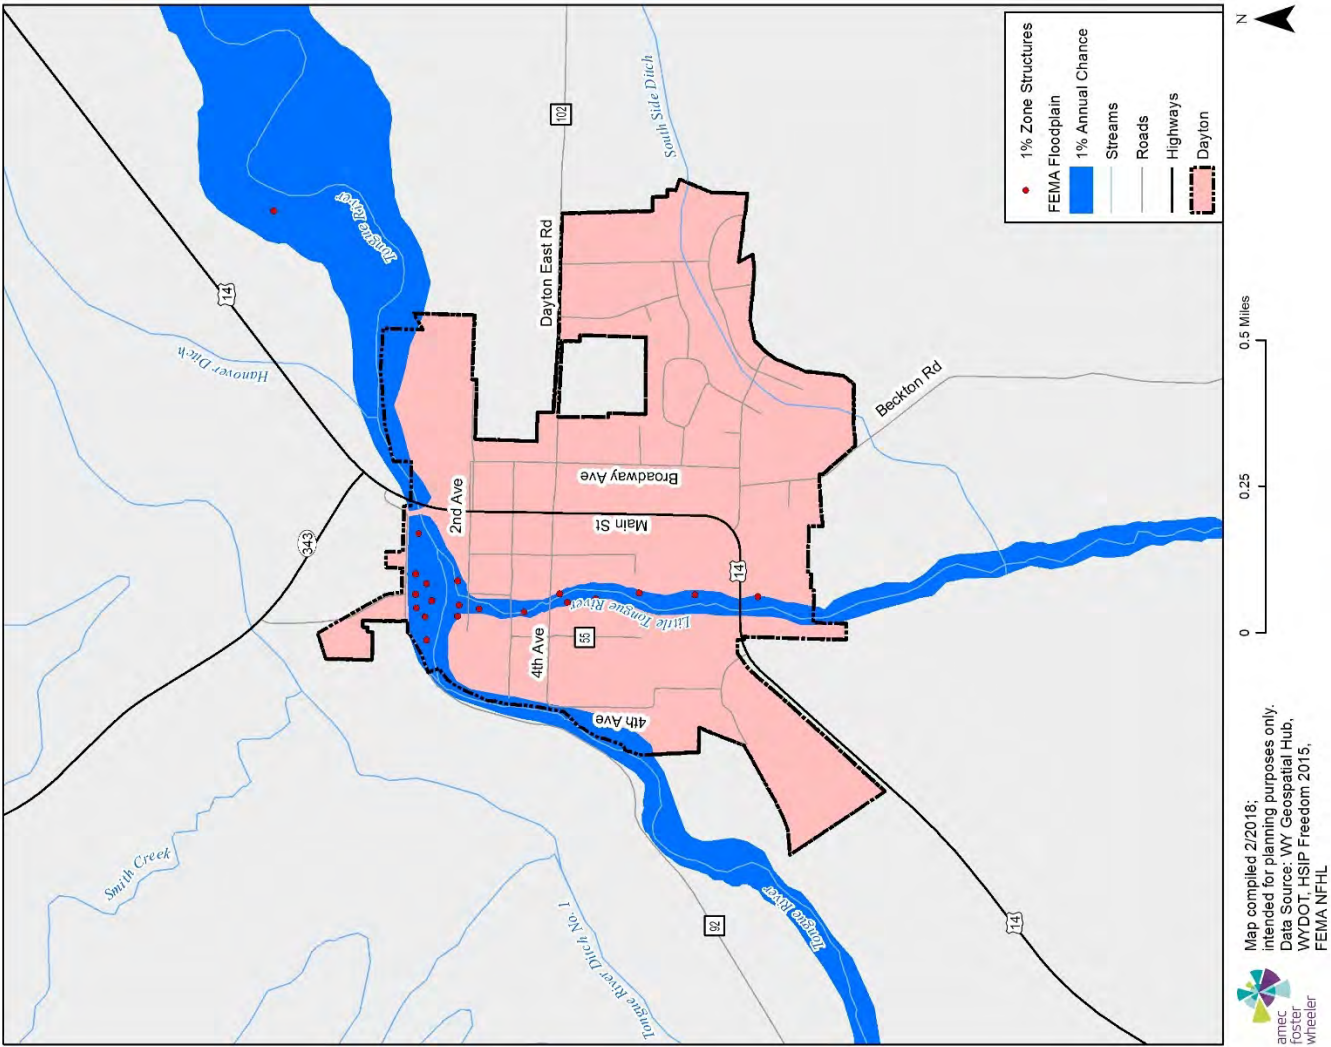 N
1% Zone Structures
FEMA Floodplain
1% Annual Chance
Streams
Roads
Highways
Dayton
South Side Ditch
102
Dayton East Rd
Tongue River
14
Hanover Ditch
343
2nd Ave
Broadway Ave
Main St
14
Beckton Rd
Little Tongue River
4th Ave
55
4th Ave
Smith Creek
Tongue River Ditch No. 1
92
Tongue River
14
0
0.25
0.5 Miles
Map compiled 2/2018;
intended for planning purposes only.
Data Source: WY Geospatial Hub,
WYDOT, HSIP Freedom 2015,
FEMA NFHL
amec
foster
wheeler